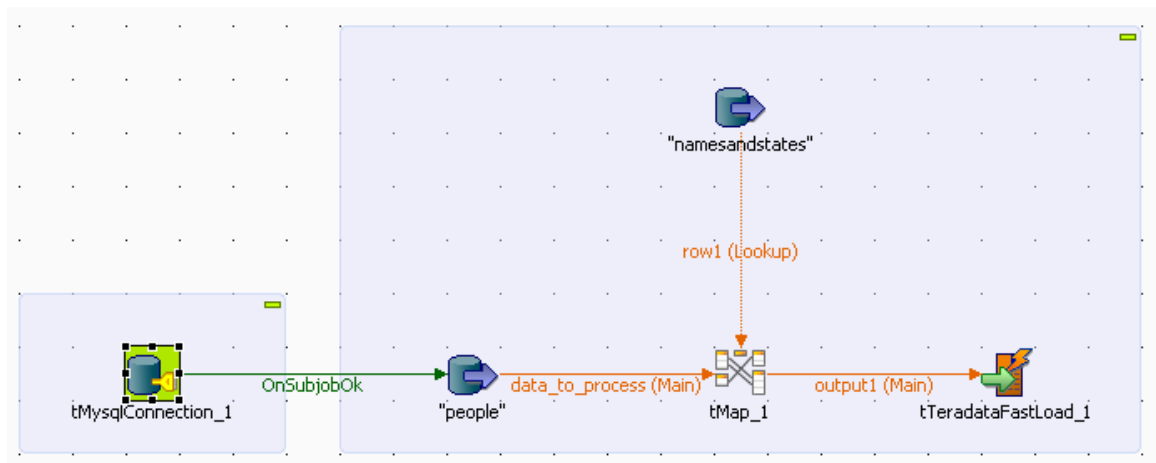 "namesandstates"
row1 (Lookup)
OnSubjobOk
data_to_process (Main)
output1 (Main)
tMysqlConnection_1
"people"
tMap_1
tTeradataFastLoad_1